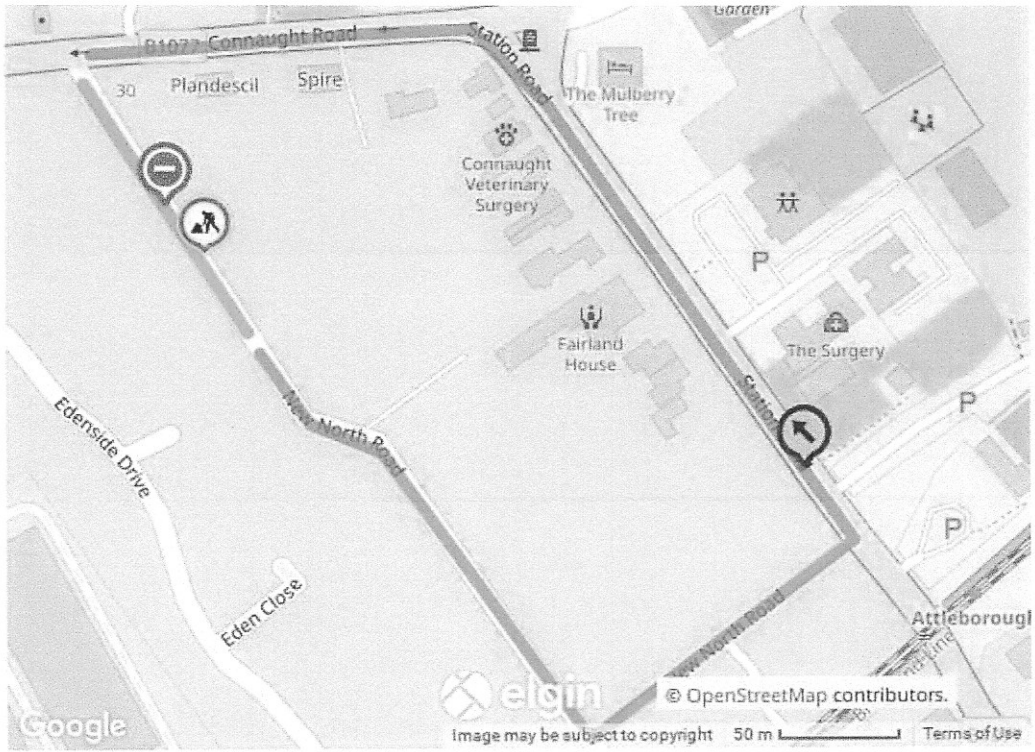 Garden
B1077 Connaught Road
Station Road
30
Plandescil
Spire
The Mulberry
Tree
Connaught
Veterinary
Surgery
P
Fairland
House
The Surgery
Station
P
New North Road
Edenside Drive
P
Eden Close
New North Road
Attleborough
elgin
© OpenStreetMap contributors.
Google
Image may be subject to copyright
50 m
Terms of Use